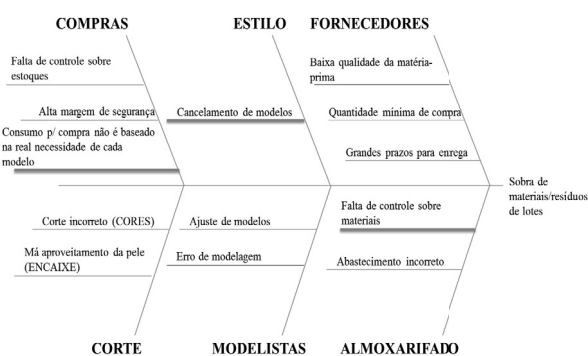 COMPRAS
ESTILO
FORNECEDORES
Falta de controle sobre
estoques
Alta margem de segurança
Consumo p/ compra não é baseado
na real necessidade de cada
modelo
Cancelamento de modelos
Baixa qualidade da matéria-
prima
Quantidade mínima de compra
Grandes prazos para enrega
Sobra de
materiais/resíduos
de lotes
Corte incorreto (CORES)
Má aproveitamento da pele
(ENCAIXE)
Ajuste de modelos
Erro de modelagem
Falta de controle sobre
materiais
Abastecimento incorreto
CORTE
MODELISTAS
ALMOXARIFADO